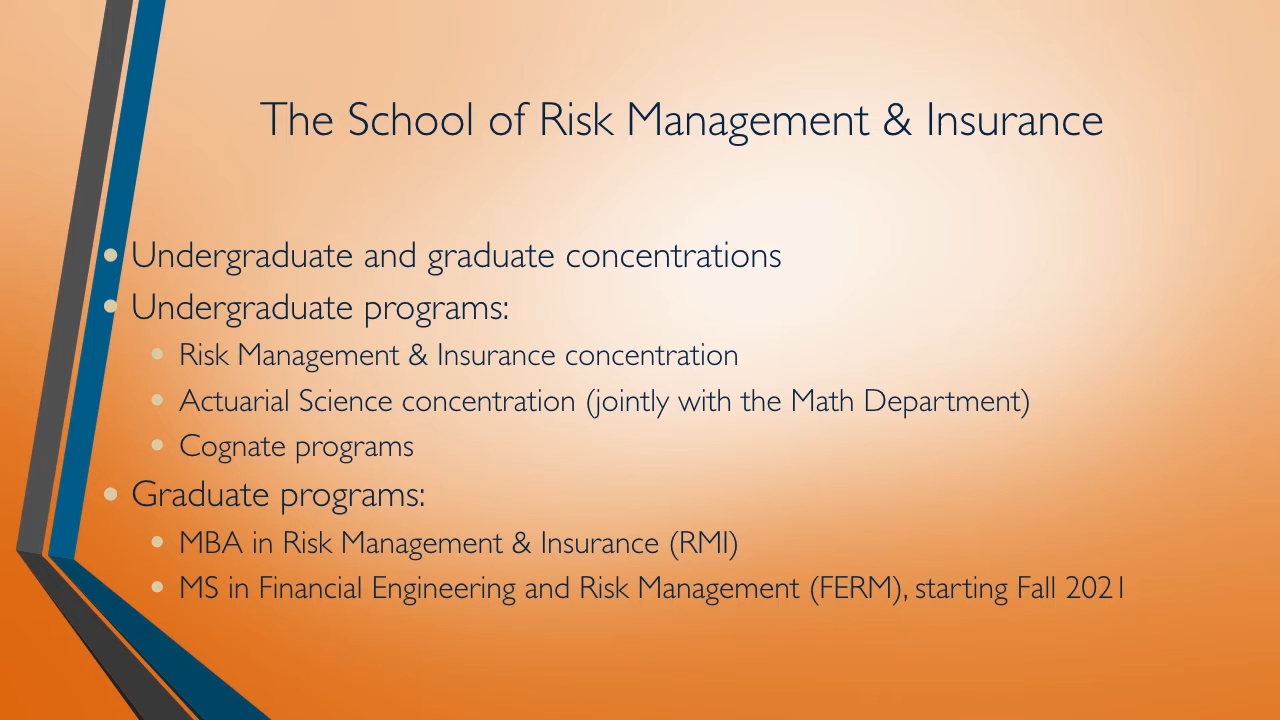 The School of Risk Management & Insurance
• Undergraduate and graduate concentrations
• Undergraduate programs:
• Risk Management & Insurance concentration
• Actuarial Science concentration (jointly with the Math Department)
• Cognate programs
• Graduate programs:
• MBA in Risk Management & Insurance (RMI)
• MS in Financial Engineering and Risk Management (FERM), starting Fall 2021